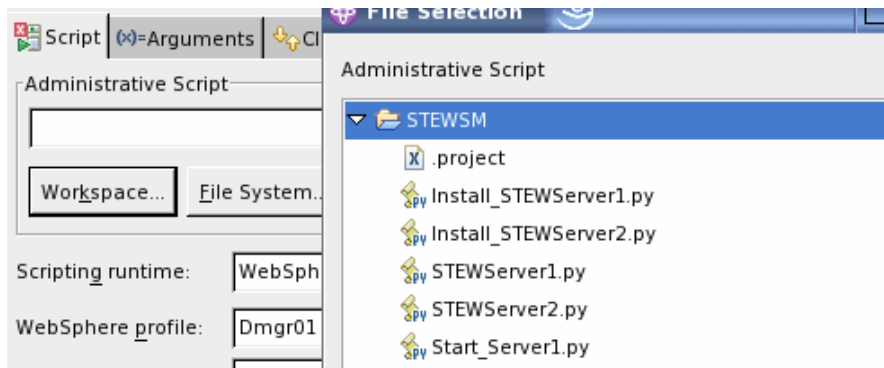 File Selection
Script (x)=Arguments Cl
Administrative Script
Workspace... File System..
Scripting runtime: WebSph
WebSphere profile: Dmgr01
Administrative Script
STEWSM
.project
Install_STEWServer1.py
Install_STEWServer2.py
STEWServer1.py
STEWServer2.py
Start_Server1.py